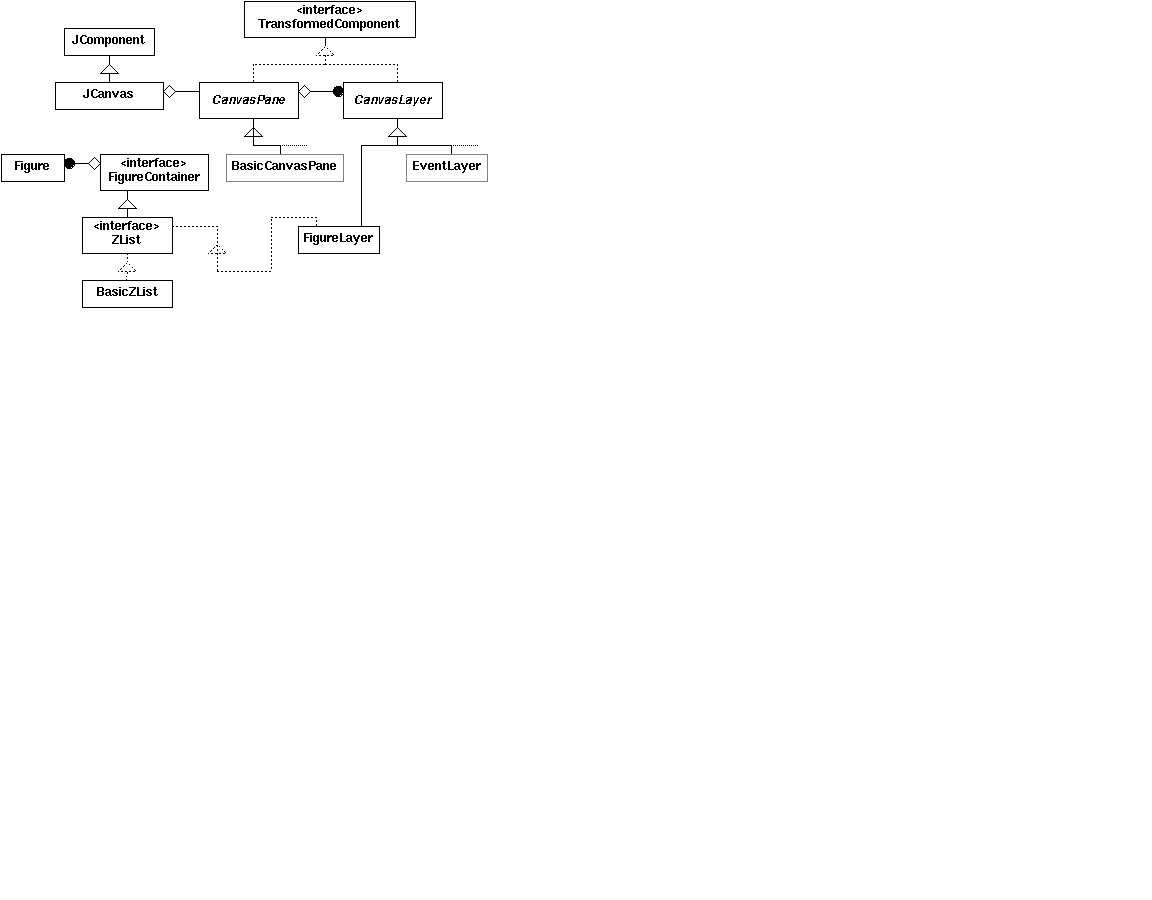 <interface>
TransformedComponent
JComponent
JCanvas
CanvasPane
CanvasLayer
Figure
<interface>
FigureContainer
BasicCanvasPane
EventLayer
<interface>
ZList
FigureLayer
BasicZList